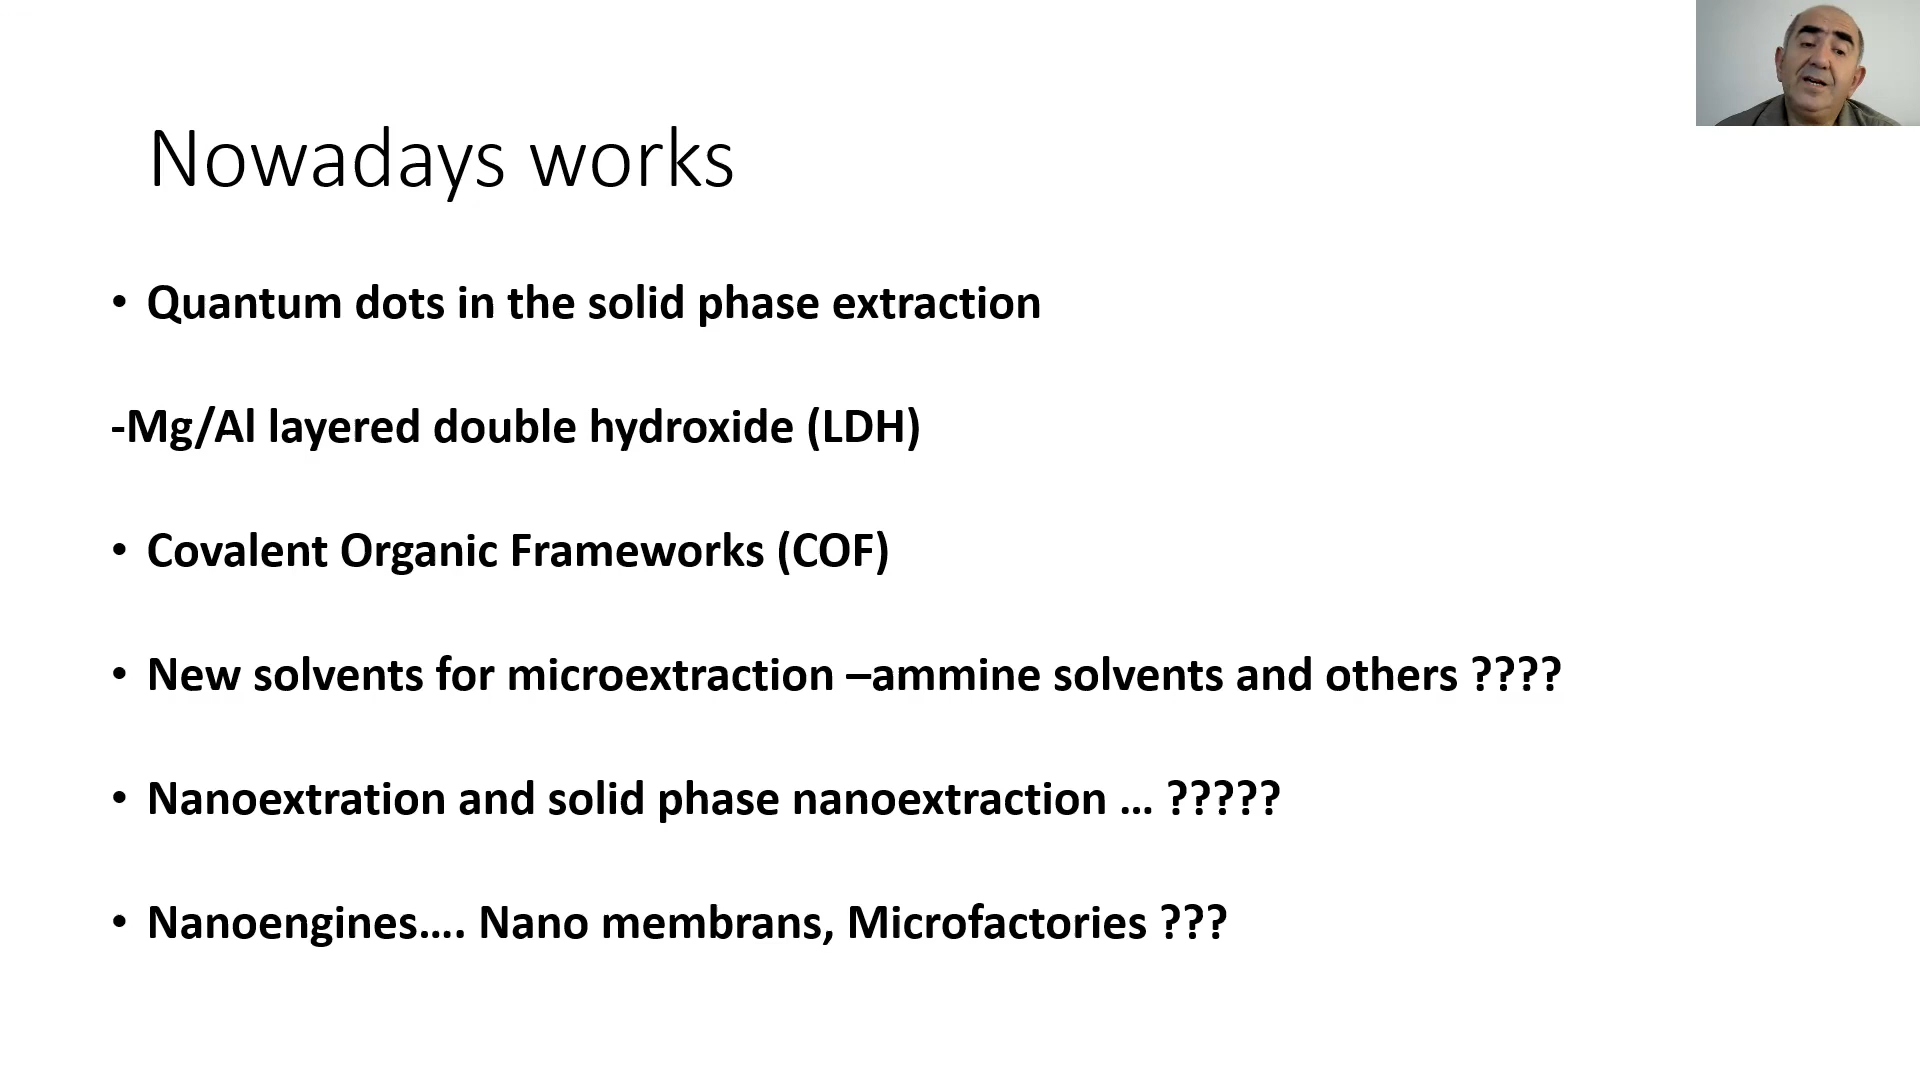 Nowadays works
• Quantum dots in the solid phase extraction
-Mg/Al layered double hydroxide (LDH)
• Covalent Organic Frameworks (COF)
• New solvents for microextraction –ammine solvents and others ????
• Nanoextration and solid phase nanoextraction … ?????
• Nanoengines…. Nano membrans, Microfactories ???